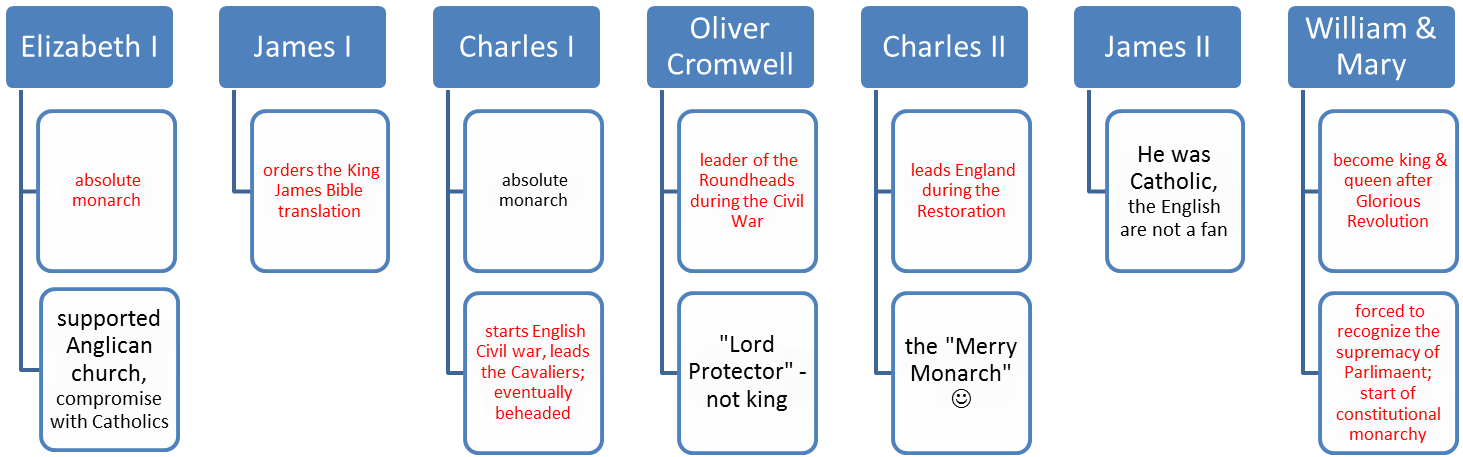 Elizabeth I
absolute
monarch
supported
Anglican
church,
compromise
with Catholics
James I
orders the King
James Bible
translation
Charles I
absolute
monarch
starts English
Civil war, leads
the Cavaliers;
eventually
beheaded
Oliver
Cromwell
leader of the
Roundheads
during the Civil
War
"Lord
Protector" -
not king
Charles II
leads England
during the
Restoration
the "Merry
Monarch"
☺
James II
He was
Catholic,
the English
are not a fan
William &
Mary
become king &
queen after
Glorious
Revolution
forced to
recognize the
supremacy of
Parlimaent;
start of
constitutional
monarchy